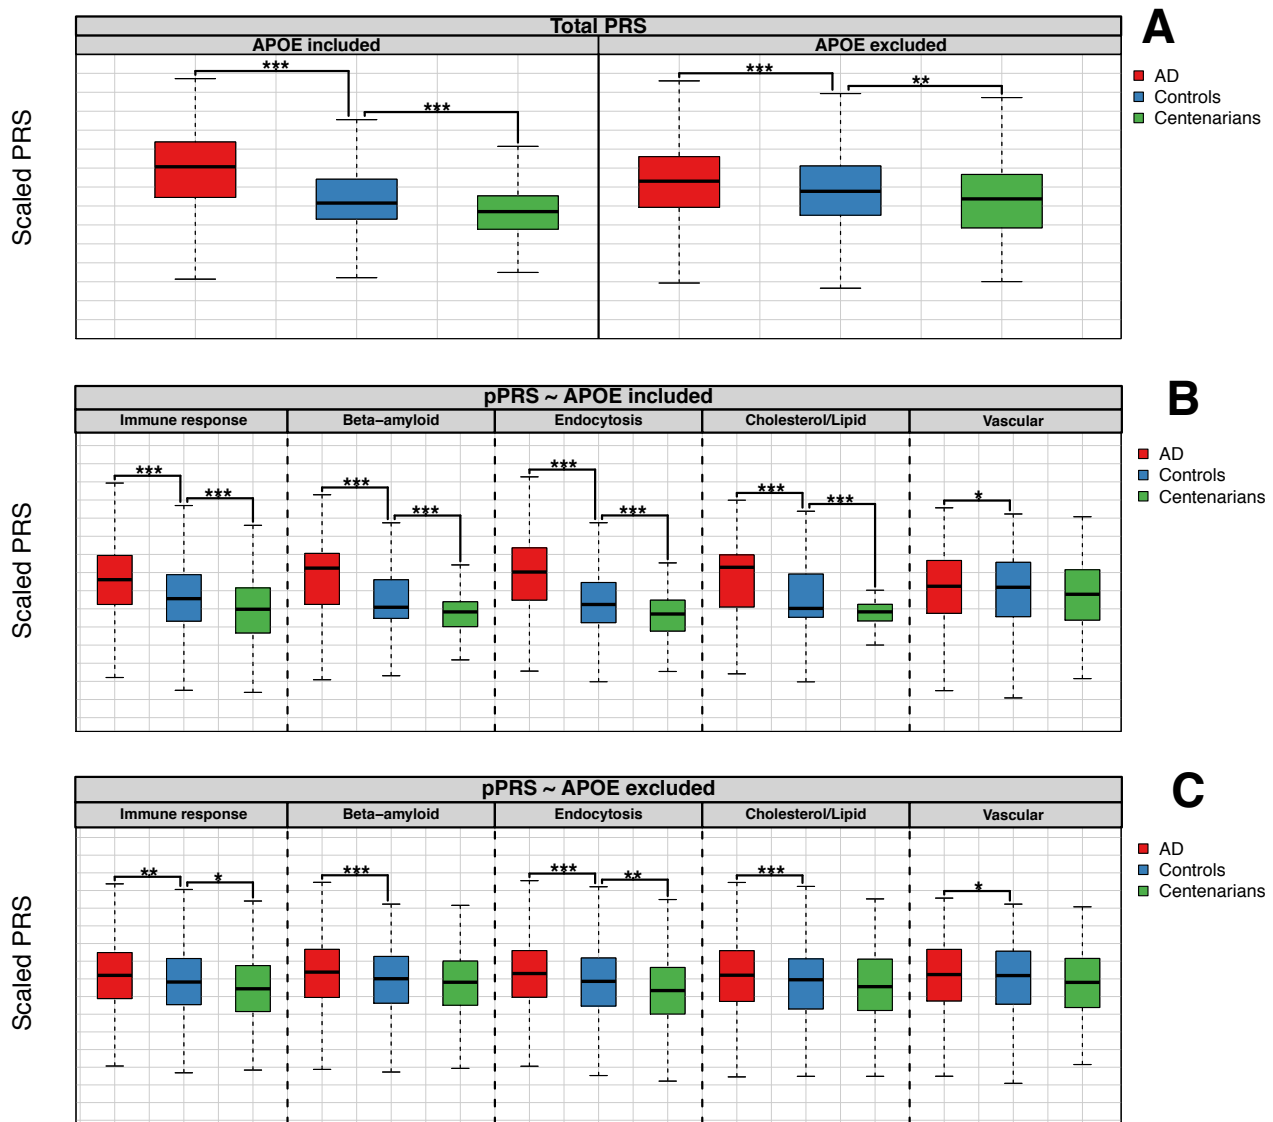 Total PRS
A
APOE included APOE excluded
*** *** *** **
AD
Controls
Centenarians
Scaled PRS
pPRS ~ APOE included
B
Immune response Beta−amyloid Endocytosis Cholesterol/Lipid Vascular
*** *** *** *** *** *** *** *** *
AD
Controls
Centenarians
Scaled PRS
pPRS ~ APOE excluded
C
Immune response Beta−amyloid Endocytosis Cholesterol/Lipid Vascular
** * *** *** ** *** *
AD
Controls
Centenarians
Scaled PRS